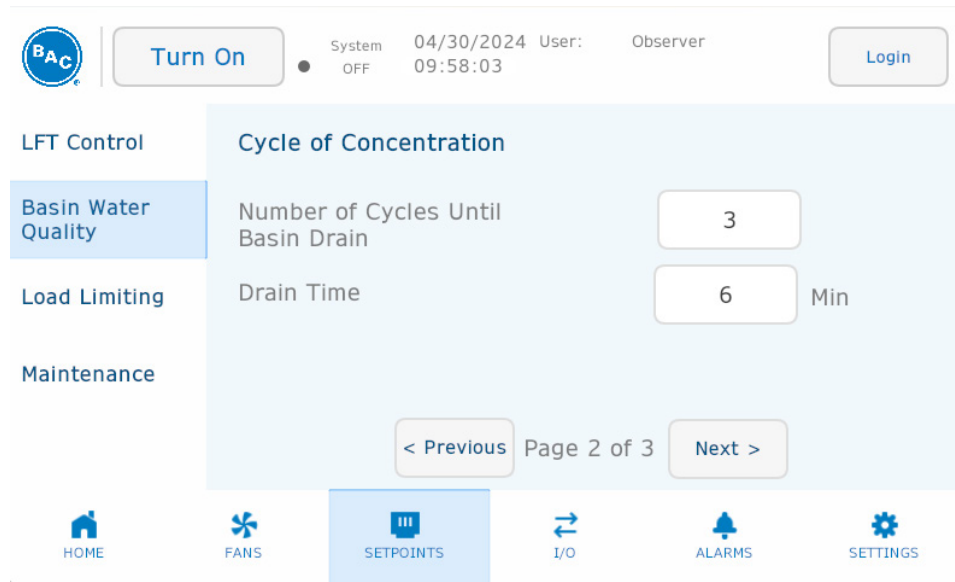 BAC
®
Turn On
System
OFF
04/30/2024
09:58:03
User:
Observer
Login
LFT Control
Basin Water
Quality
Load Limiting
Maintenance
Cycle of Concentration
Number of Cycles Until
Basin Drain
3
Drain Time
6
Min
< Previous
Page 2 of 3
Next >
HOME
FANS
SETPOINTS
I/O
ALARMS
SETTINGS